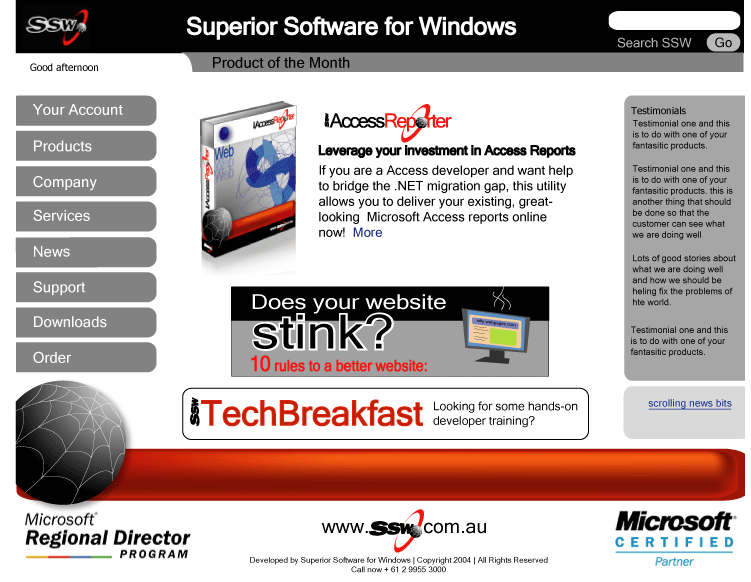 SSW
Superior Software for Windows
Search SSW
Go
Good afternoon
Product of the Month
Your Account
Products
Company
Services
News
Support
Downloads
Order
AccessReporter
Web
SSW AccessReporter
Leverage your investment in Access Reports
If you are a Access developer and want help
to bridge the .NET migration gap, this utility
allows you to deliver your existing, great-
looking Microsoft Access reports online
now! More
Testimonials
Testimonial one and this
is to do with one of your
fantasitic products.
Testimonial one and this
is to do with one of your
fantasitic products. this is
another thing that should
be done so that the
customer can see what
we are doing well
Lots of good stories about
what we are doing well
and how we should be
heling fix the problems of
hte world.
Testimonial one and this
is to do with one of your
fantasitic products.
Does your website
stink?
10 rules to a better website:
SSW TechBreakfast
Looking for some hands-on
developer training?
scrolling news bits
Microsoft®
Regional Director
PROGRAM
www.SSW.com.au
Developed by Superior Software for Windows | Copyright 2004 | All Rights Reserved
Call now + 61 2 9955 3000
Microsoft
CERTIFIED
Partner